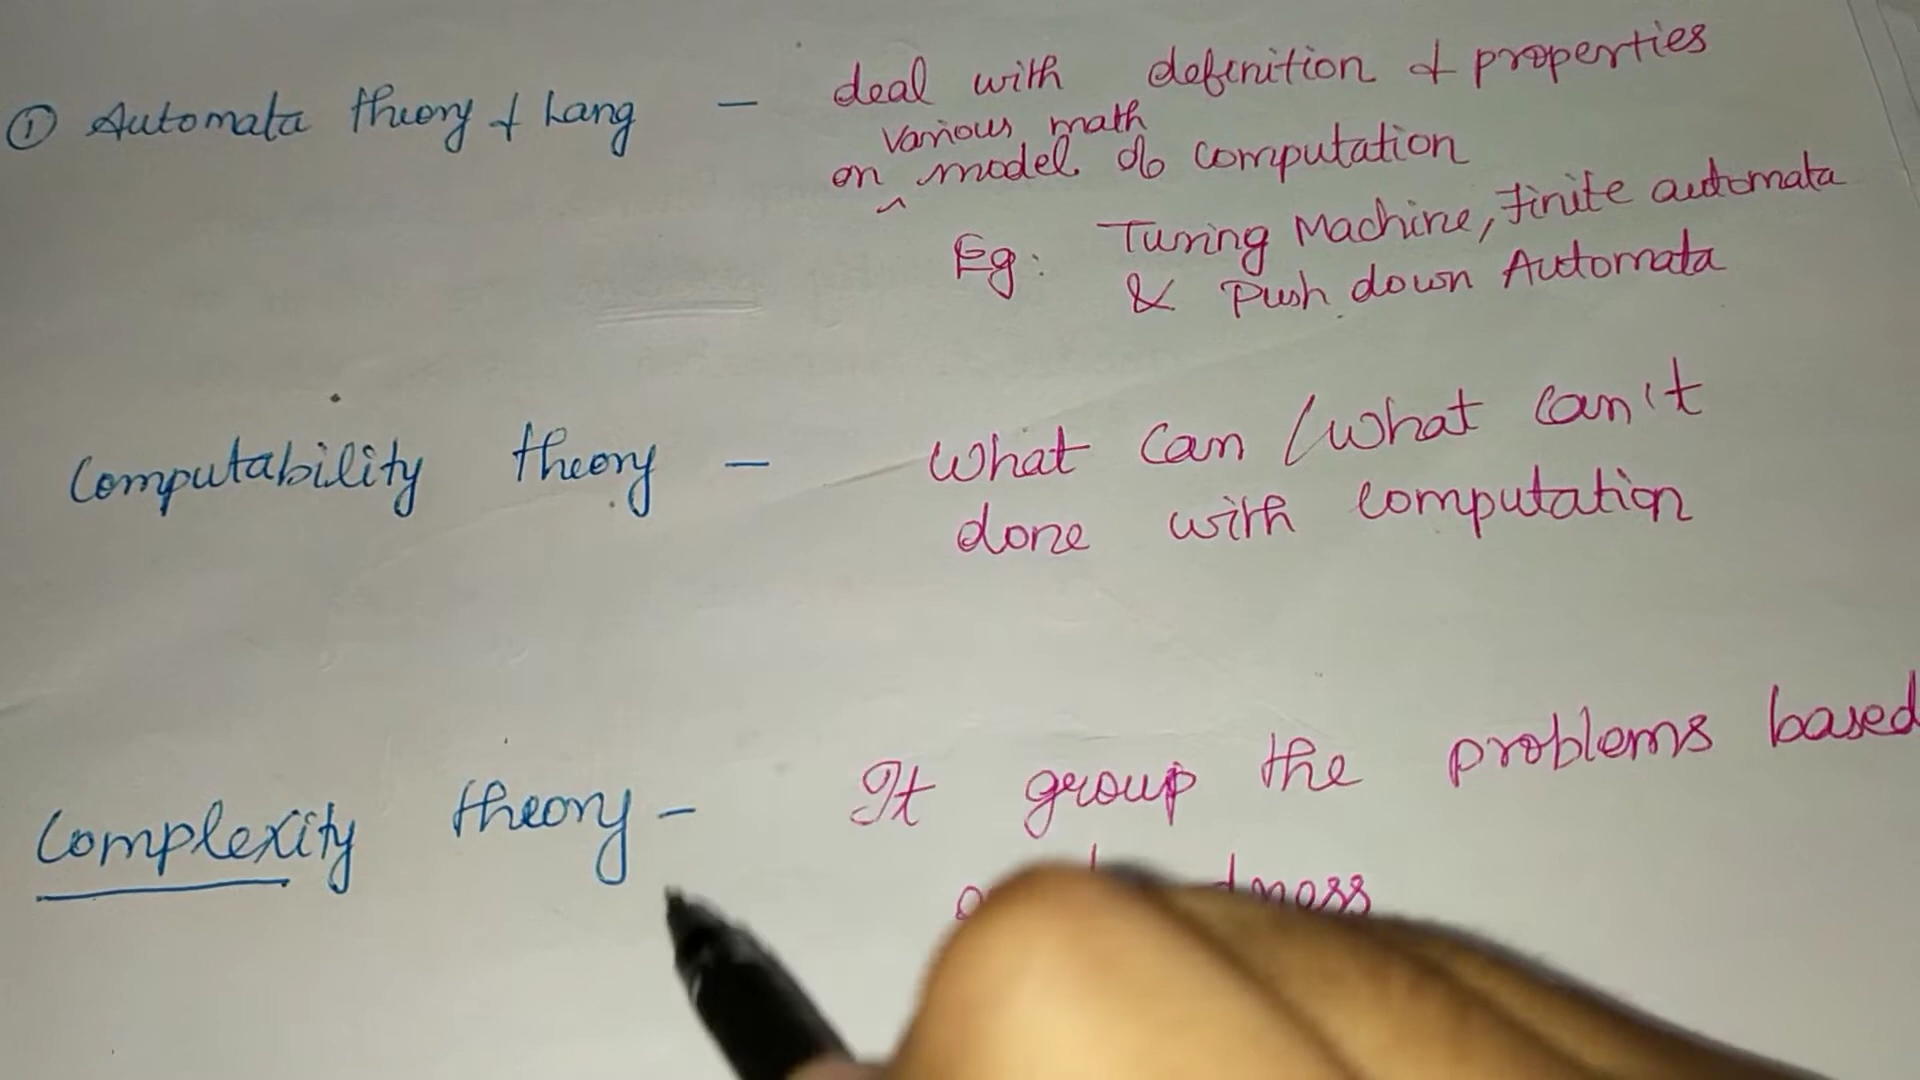 ① Automata theory & Lang - deal with definition & properties
various math
on model of computation
Eg: Turing Machine, finite automata
& Push down Automata
Computability theory - What can / what can't
done with computation
Complexity theory - It group the problems based